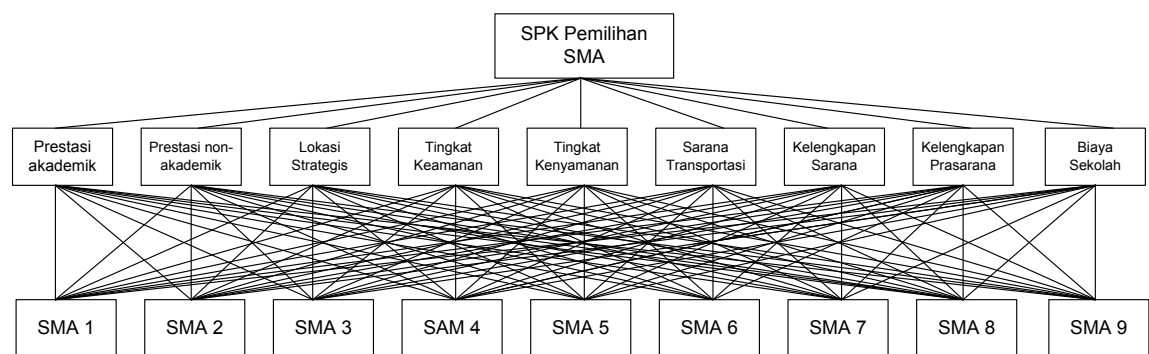 SPK Pemilihan
SMA
Prestasi
akademik
Prestasi non-
akademik
Lokasi
Strategis
Tingkat
Keamanan
Tingkat
Kenyamanan
Sarana
Transportasi
Kelengkapan
Sarana
Kelengkapan
Prasarana
Biaya
Sekolah
SMA 1
SMA 2
SMA 3
SAM 4
SMA 5
SMA 6
SMA 7
SMA 8
SMA 9